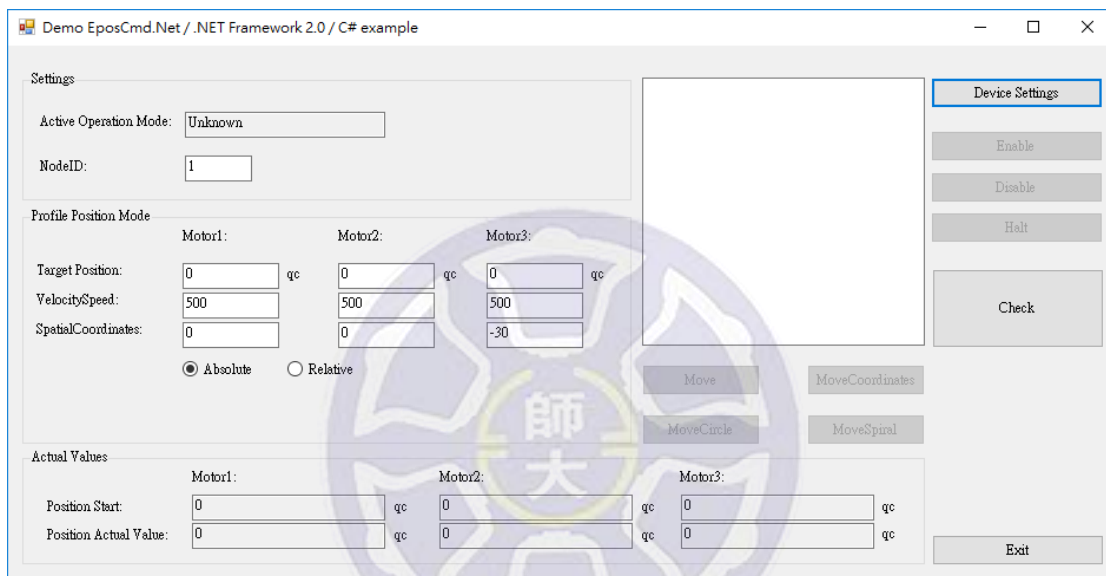 Demo EposCmd.Net / .NET Framework 2.0 / C# example
Settings
Active Operation Mode: Unknown
NodeID: 1
Device Settings
Enable
Disable
Halt
Check
Profile Position Mode
Motor1: Motor2: Motor3:
Target Position: 0 qc 0 qc 0 qc
VelocitySpeed: 500 500 500
SpatialCoordinates: 0 0 -30
Absolute Relative
Move MoveCoordinates
MoveCircle MoveSpiral
師
大
Actual Values
Motor1: Motor2: Motor3:
Position Start: 0 qc 0 qc 0 qc
Position Actual Value: 0 qc 0 qc 0 qc
Exit